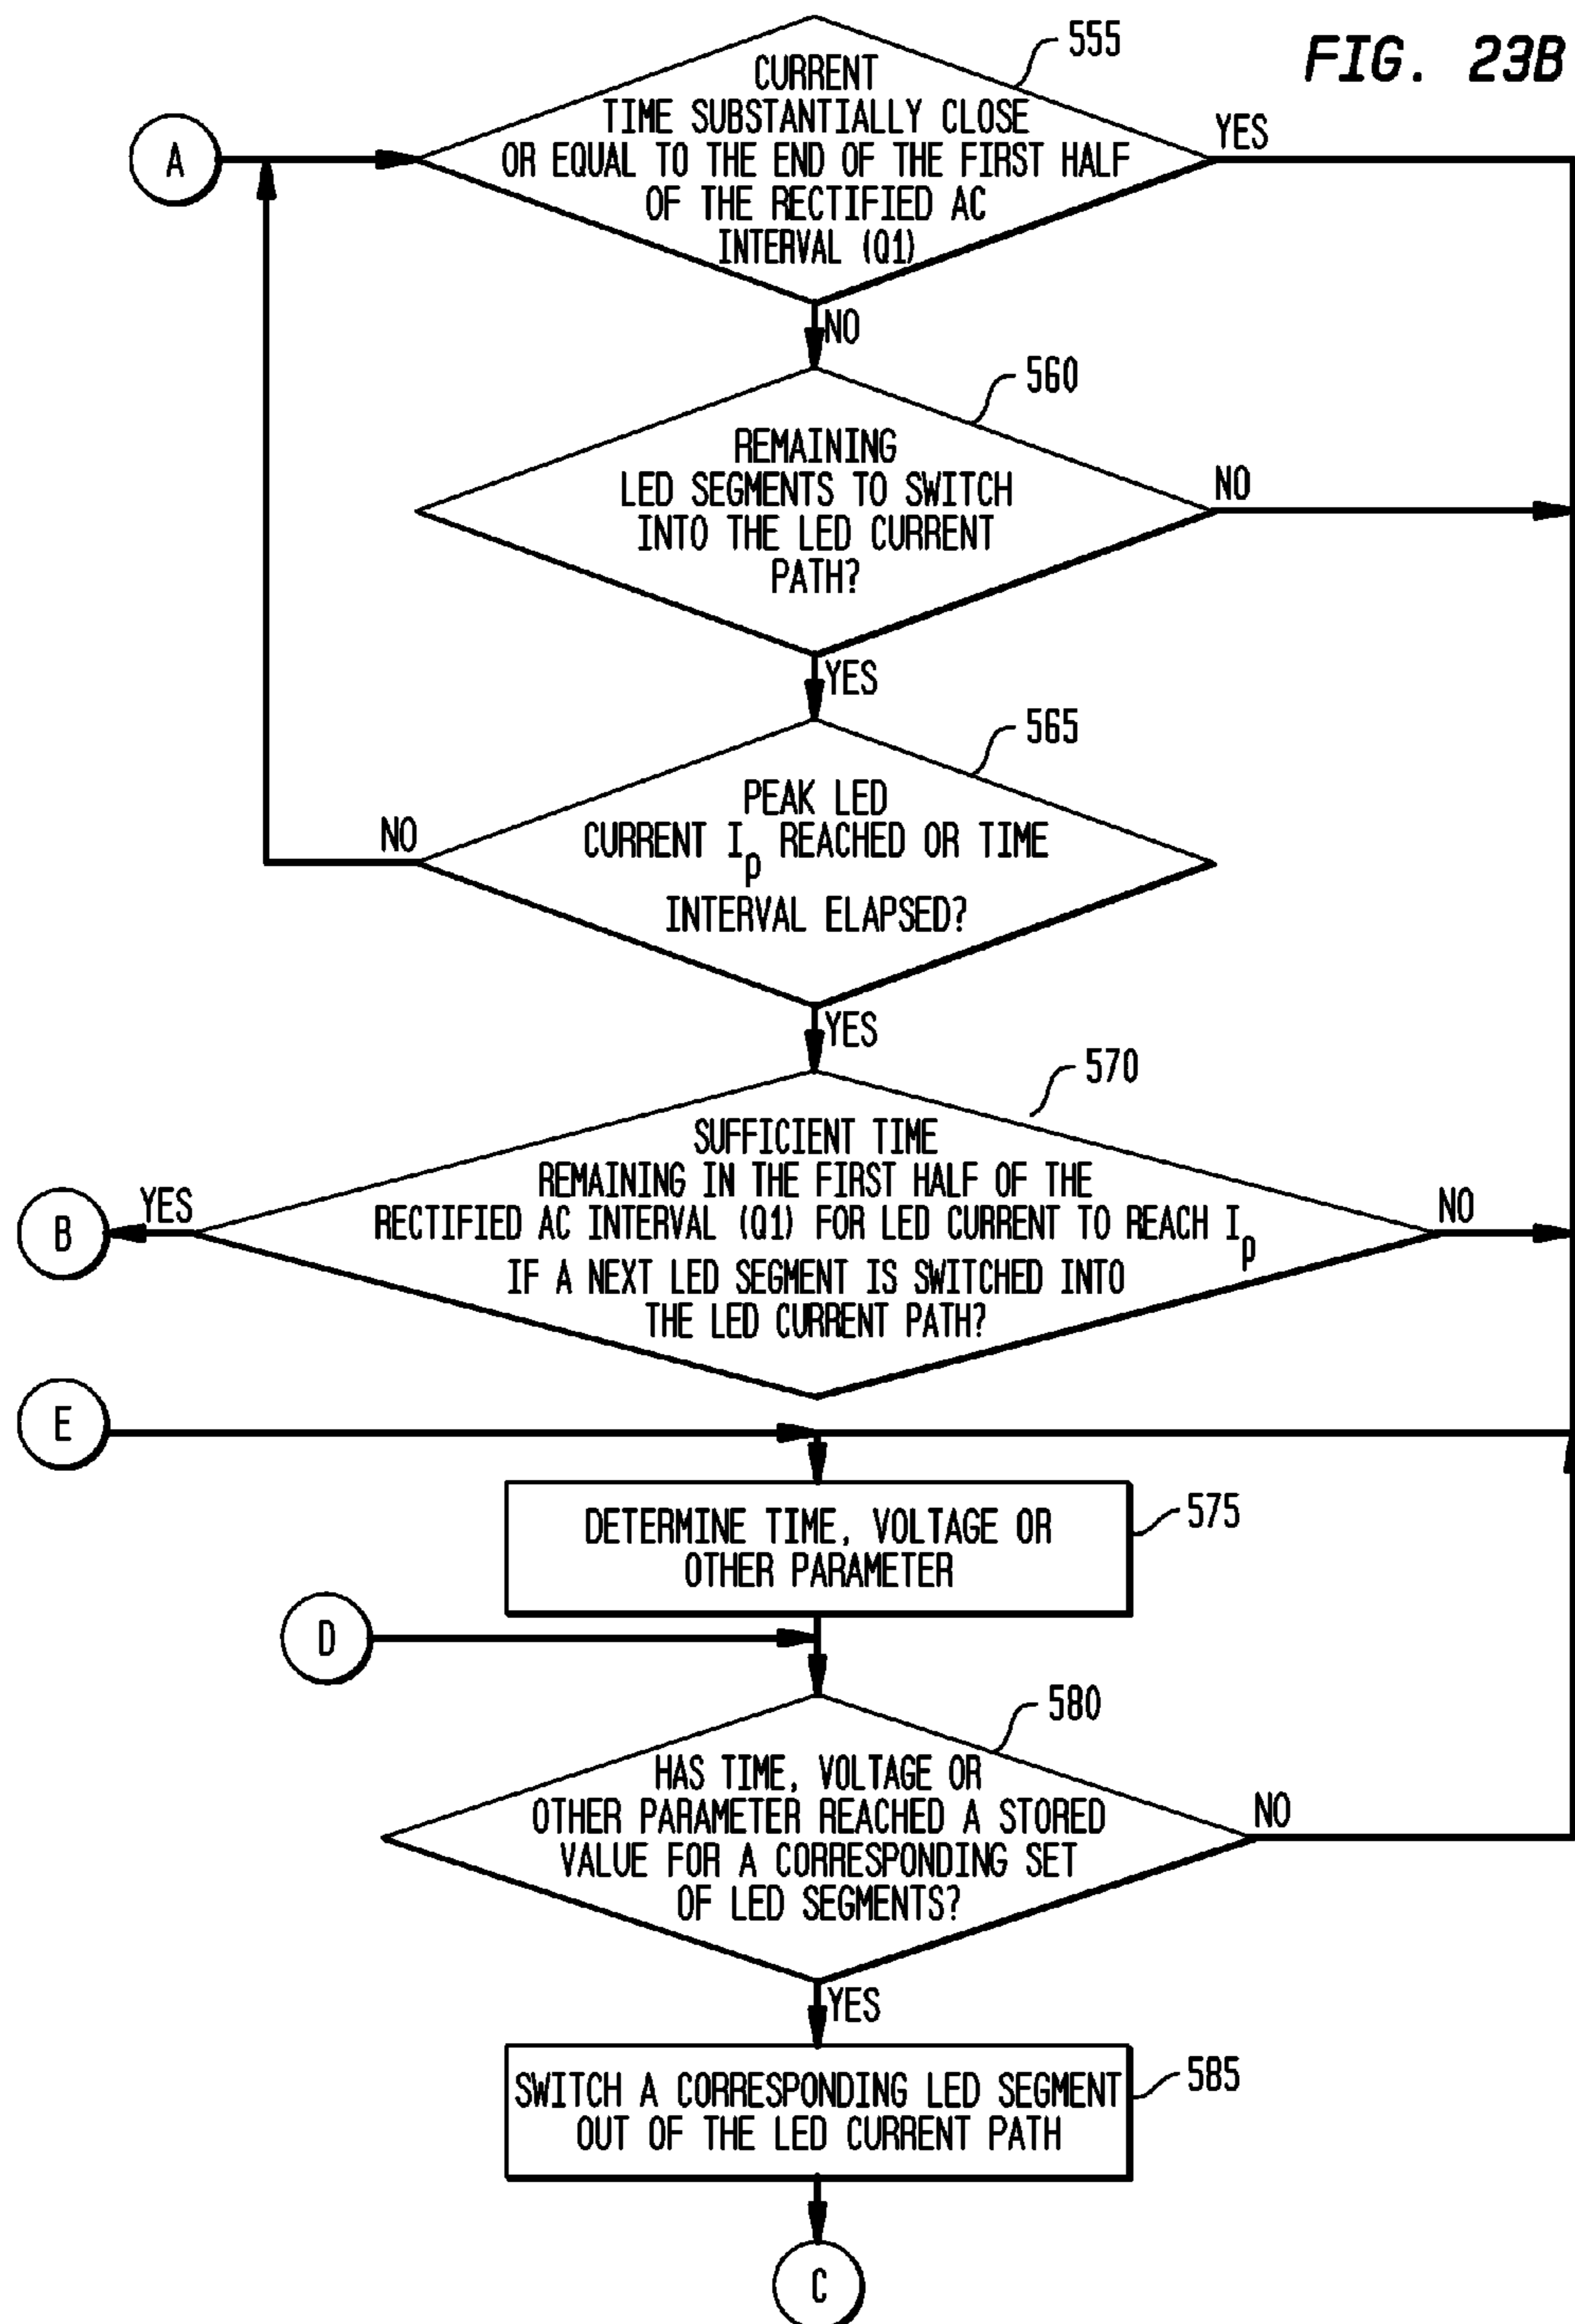 FIG. 23B
555
A
CURRENT
TIME SUBSTANTIALLY CLOSE
OR EQUAL TO THE END OF THE FIRST HALF
OF THE RECTIFIED AC
INTERVAL (Q1)
YES
NO
560
REMAINING
LED SEGMENTS TO SWITCH
INTO THE LED CURRENT
PATH?
NO
YES
565
PEAK LED
CURRENT Ip REACHED OR TIME
INTERVAL ELAPSED?
NO
YES
570
SUFFICIENT TIME
REMAINING IN THE FIRST HALF OF THE
RECTIFIED AC INTERVAL (Q1) FOR LED CURRENT TO REACH Ip
IF A NEXT LED SEGMENT IS SWITCHED INTO
THE LED CURRENT PATH?
YES
B
NO
E
DETERMINE TIME, VOLTAGE OR
OTHER PARAMETER
575
D
580
HAS TIME, VOLTAGE OR
OTHER PARAMETER REACHED A STORED
VALUE FOR A CORRESPONDING SET
OF LED SEGMENTS?
NO
YES
SWITCH A CORRESPONDING LED SEGMENT
OUT OF THE LED CURRENT PATH
585
C